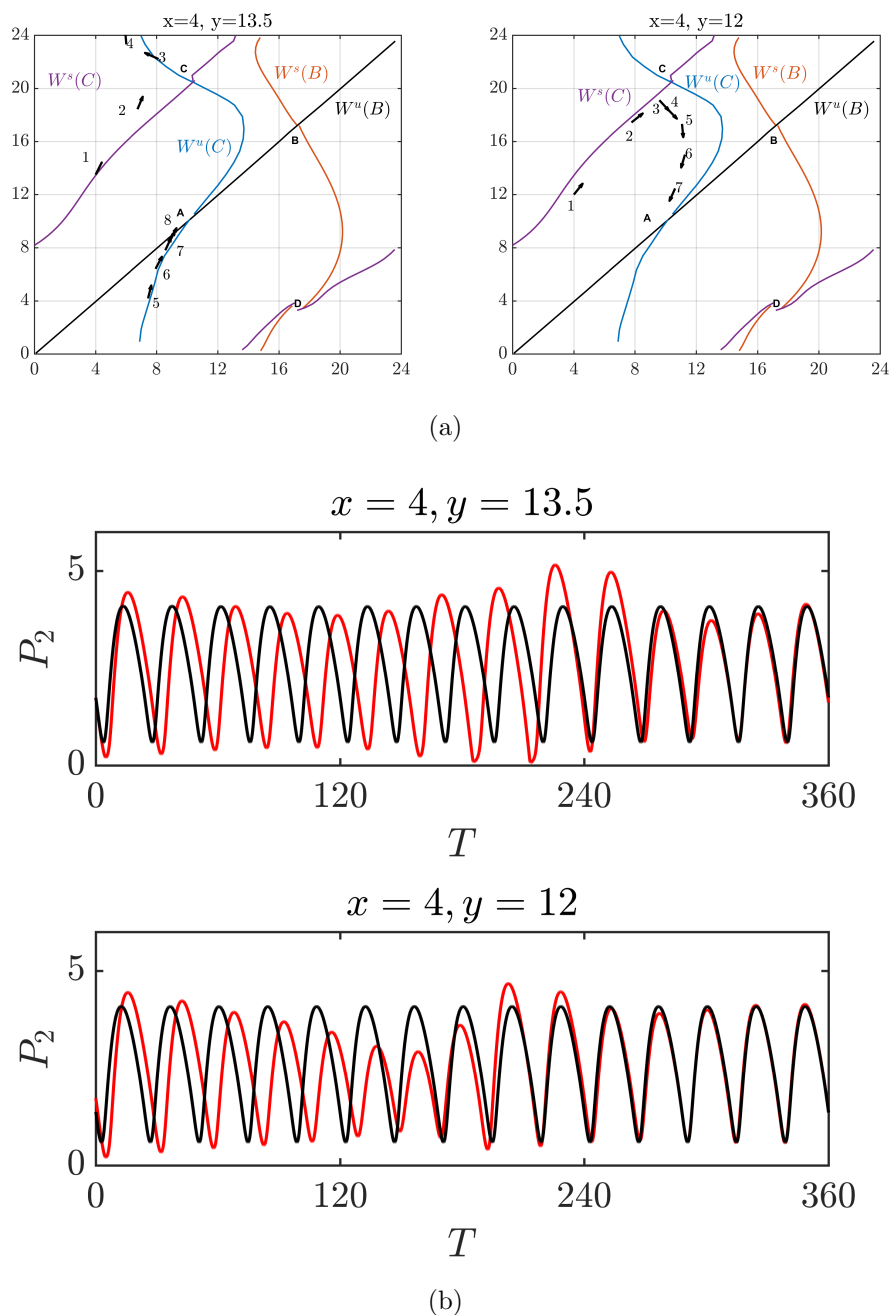 x=4, y=13.5
x=4, y=12
24
20
16
12
8
4
0
0 4 8 12 16 20 24
W^s(C)
W^u(C)
W^s(B)
W^u(B)
A
B
C
D
1
2
3
4
5
6
7
8
24
20
16
12
8
4
0
0 4 8 12 16 20 24
W^s(C)
W^u(C)
W^s(B)
W^u(B)
A
B
C
D
1
2
3
4
5
6
7
(a)
x = 4, y = 13.5
P_2
5
0
0 120 240 360
T
x = 4, y = 12
P_2
5
0
0 120 240 360
T
(b)